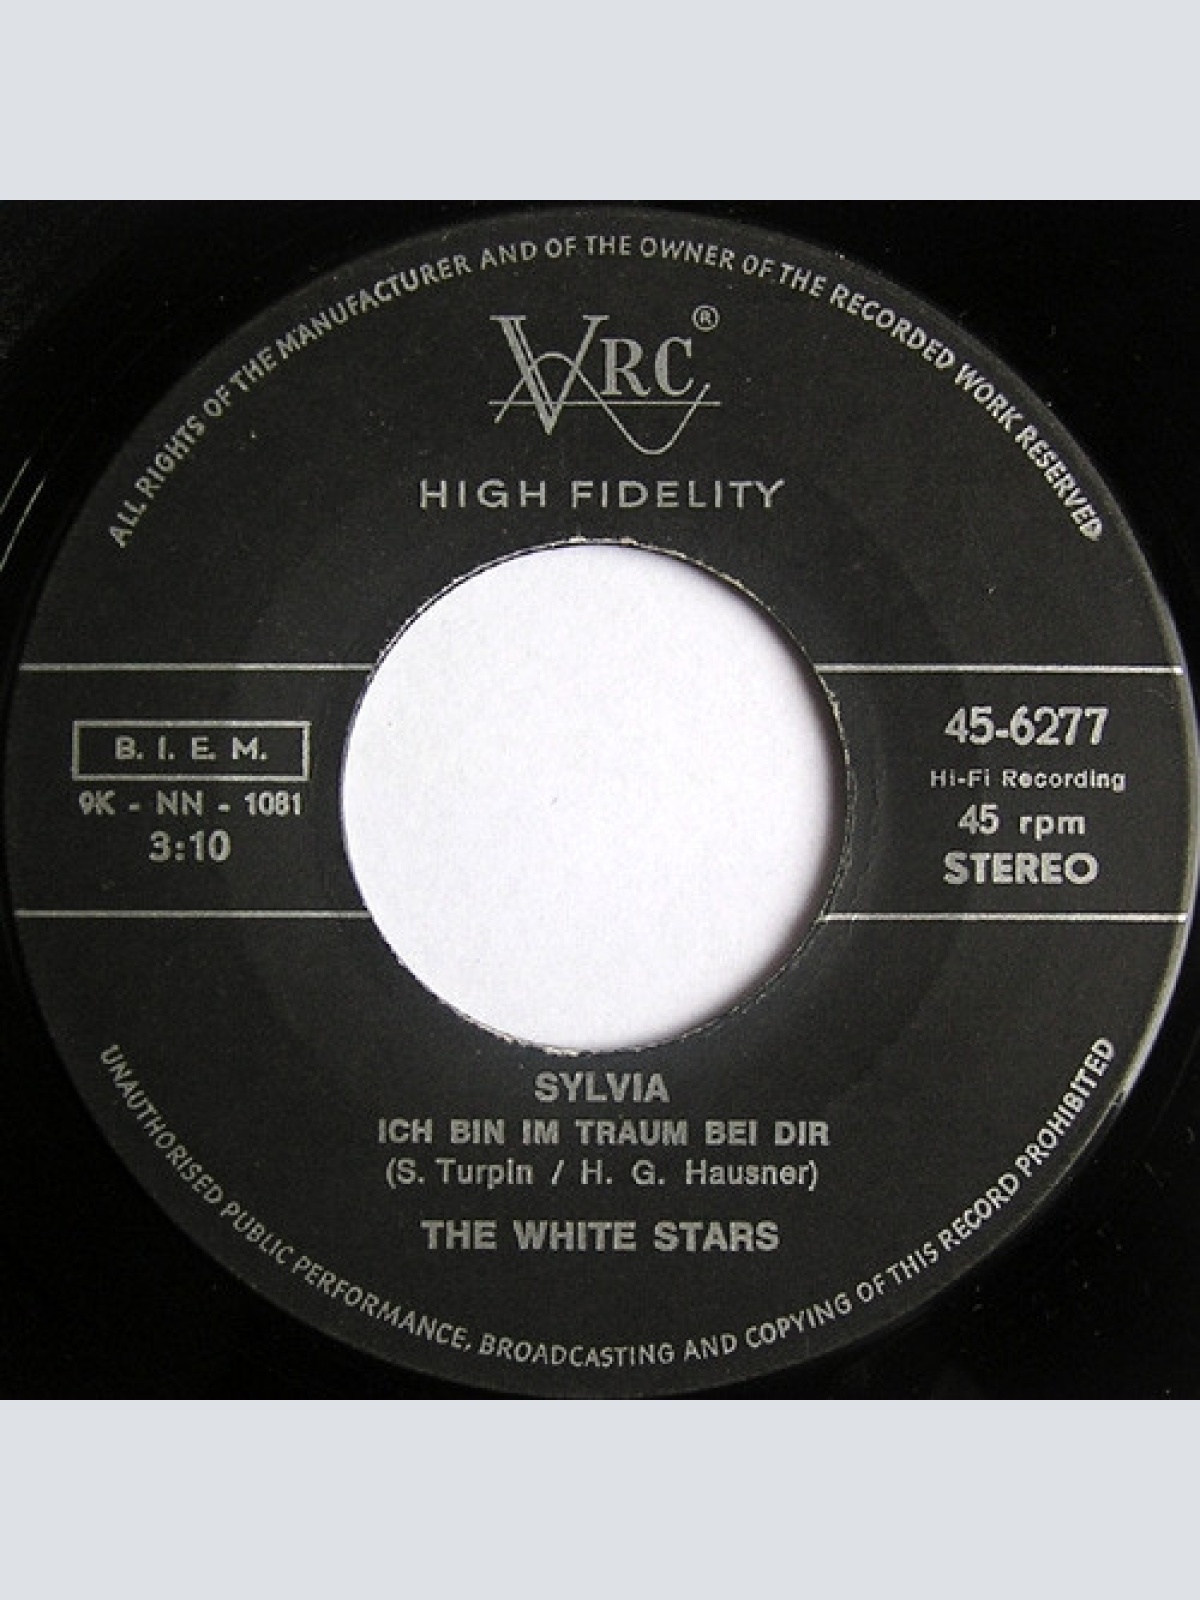 ALL RIGHTS OF THE MANUFACTURER AND OF THE OWNER OF THE RECORDED WORK RESERVED
VRC®
HIGH FIDELITY
B. I. E. M.
9K - NN - 1081
3:10
45-6277
Hi-Fi Recording
45 rpm
STEREO
SYLVIA
ICH BIN IM TRAUM BEI DIR
(S. Turpin / H. G. Hausner)
THE WHITE STARS
UNAUTHORISED PUBLIC PERFORMANCE, BROADCASTING AND COPYING OF THIS RECORD PROHIBITED